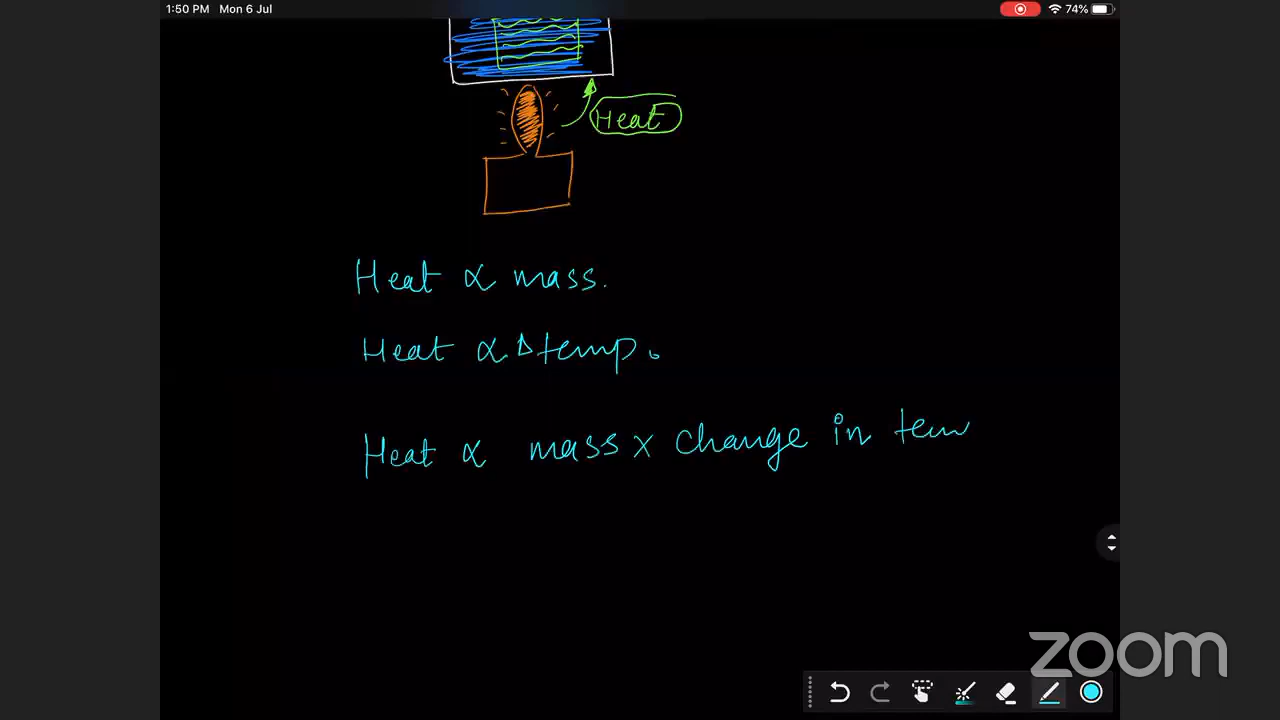 1:50 PM Mon 6 Jul
74%
Heat
Heat ∝ mass.
Heat ∝ Δtemp.
Heat ∝ mass × change in tem
zoom